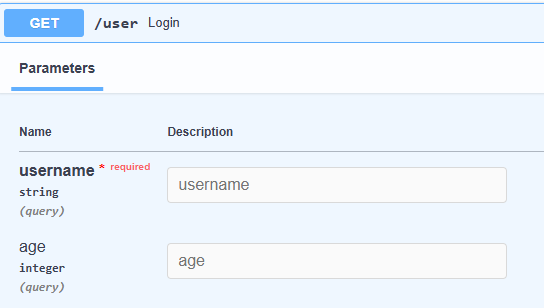 GET /user Login
Parameters
Name Description
username * required username
string
(query)
age age
integer
(query)